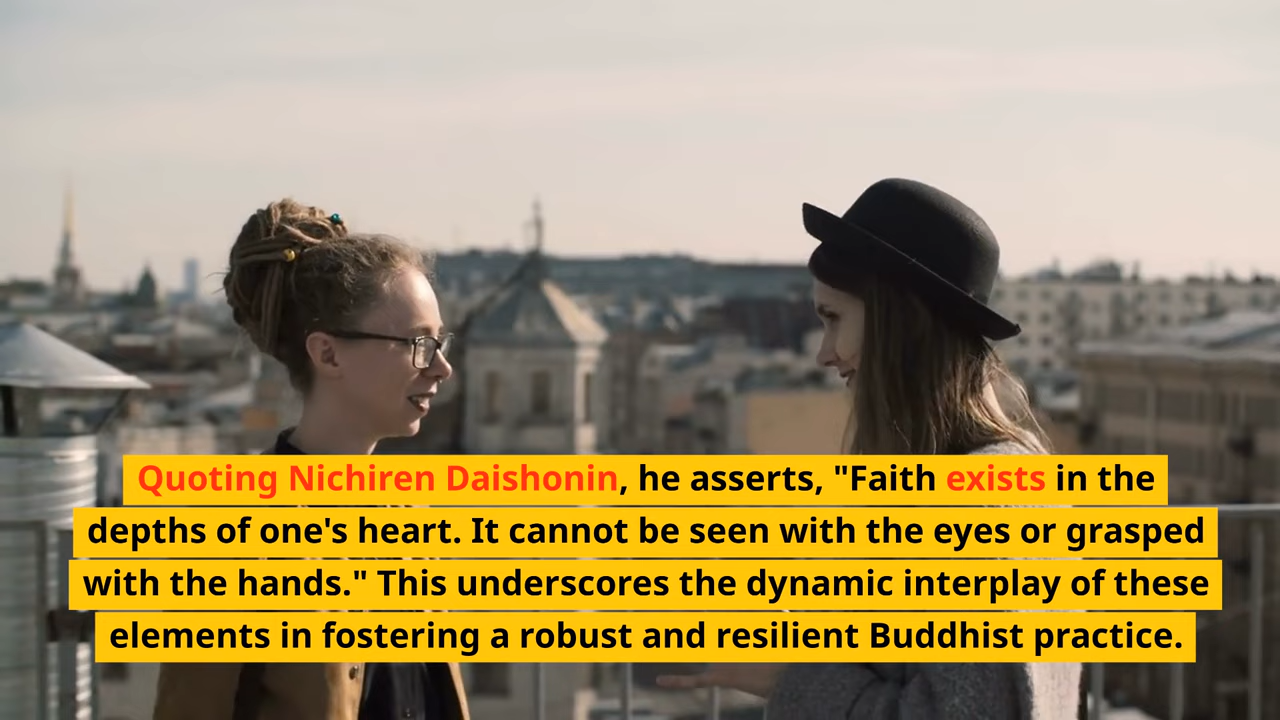 Quoting Nichiren Daishonin, he asserts, "Faith exists in the
depths of one's heart. It cannot be seen with the eyes or grasped
with the hands." This underscores the dynamic interplay of these
elements in fostering a robust and resilient Buddhist practice.